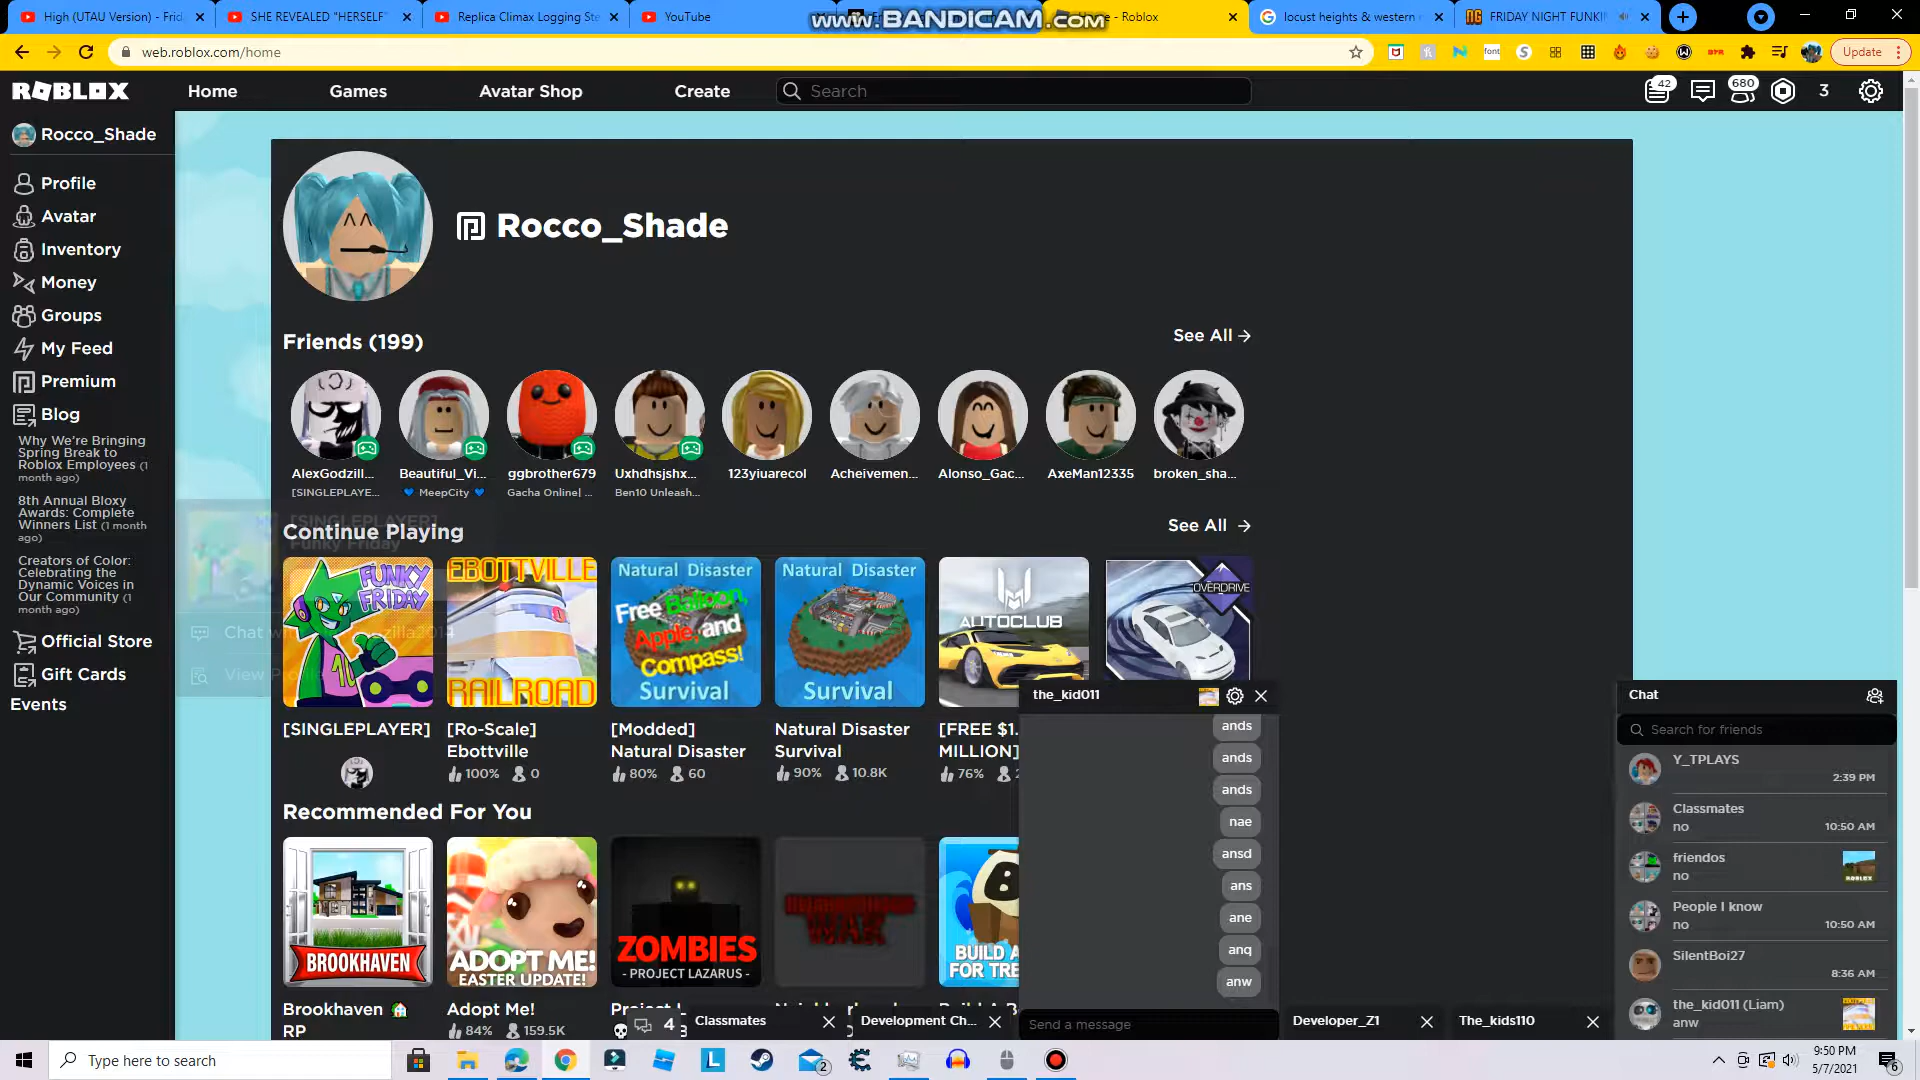 High (UTAU Version) - Frid
SHE REVEALED "HERSELF"
Replica Climax Logging Ste
YouTube
www.BANDICAM.com
- Roblox
locust heights & western
FRIDAY NIGHT FUNKI
web.roblox.com/home
Update
ROBLOX
Home
Games
Avatar Shop
Create
Search
42
680
3
Rocco_Shade
Profile
Avatar
Inventory
Money
Groups
My Feed
Premium
Blog
Why We're Bringing
Spring Break to
Roblox Employees (1
month ago)
8th Annual Bloxy
Awards: Complete
Winners List (1 month
ago)
Creators of Color:
Celebrating the
Dynamic Voices in
Our Community (1
month ago)
Official Store
Gift Cards
Events
Rocco_Shade
Friends (199)
See All
AlexGodzill...
Beautiful_Vi...
ggbrother679
Uxhdhsjshx...
123yiuarecol
Acheivemen...
Alonso_Gac...
AxeMan12335
broken_sha...
[SINGLEPLAYE...
MeepCity
Gacha Online| ...
Ben10 Unleash...
[SINGLEPLAYER]
Funky Friday
Continue Playing
See All
FUNKY
FRIDAY
EBOTTVILLE
RAILROAD
Natural Disaster
Free Balloon,
Apple, and
Compass!
Survival
Natural Disaster
Survival
AUTOCLUB
OVERDRIVE
[SINGLEPLAYER]
[Ro-Scale]
Ebottville
100%
0
[Modded]
Natural Disaster
80%
60
Natural Disaster
Survival
90%
10.8K
[FREE $1.
MILLION]
76%
Recommended For You
BROOKHAVEN
ADOPT ME!
EASTER UPDATE!
ZOMBIES
- PROJECT LAZARUS -
WAR
BUILD A
FOR TRE
Brookhaven
RP
Adopt Me!
84%
159.5K
the_kid011
ands
ands
ands
nae
ansd
ans
ane
anq
anw
Send a message
4
Classmates
Development Ch...
Developer_Z1
The_kids110
Chat
Search for friends
Y_TPLAYS
2:39 PM
Classmates
no
10:50 AM
friendos
no
ROBLOX
People I know
no
10:50 AM
SilentBoi27
8:36 AM
the_kid011 (Liam)
anw
Type here to search
2
9:50 PM
5/7/2021
6